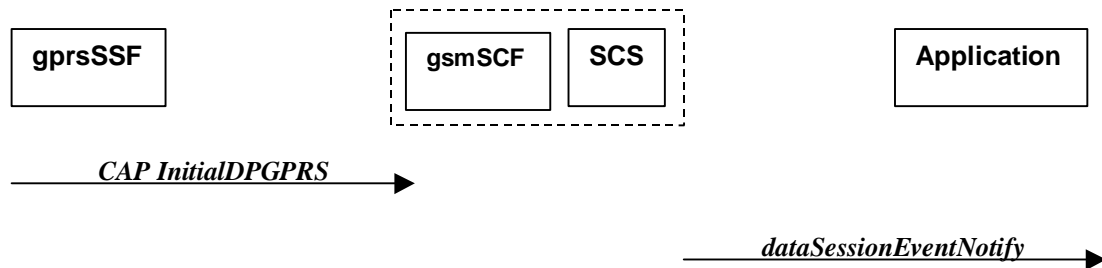 gprsSSF
gsmSCF
SCS
Application
CAP InitialDPGPRS
dataSessionEventNotify